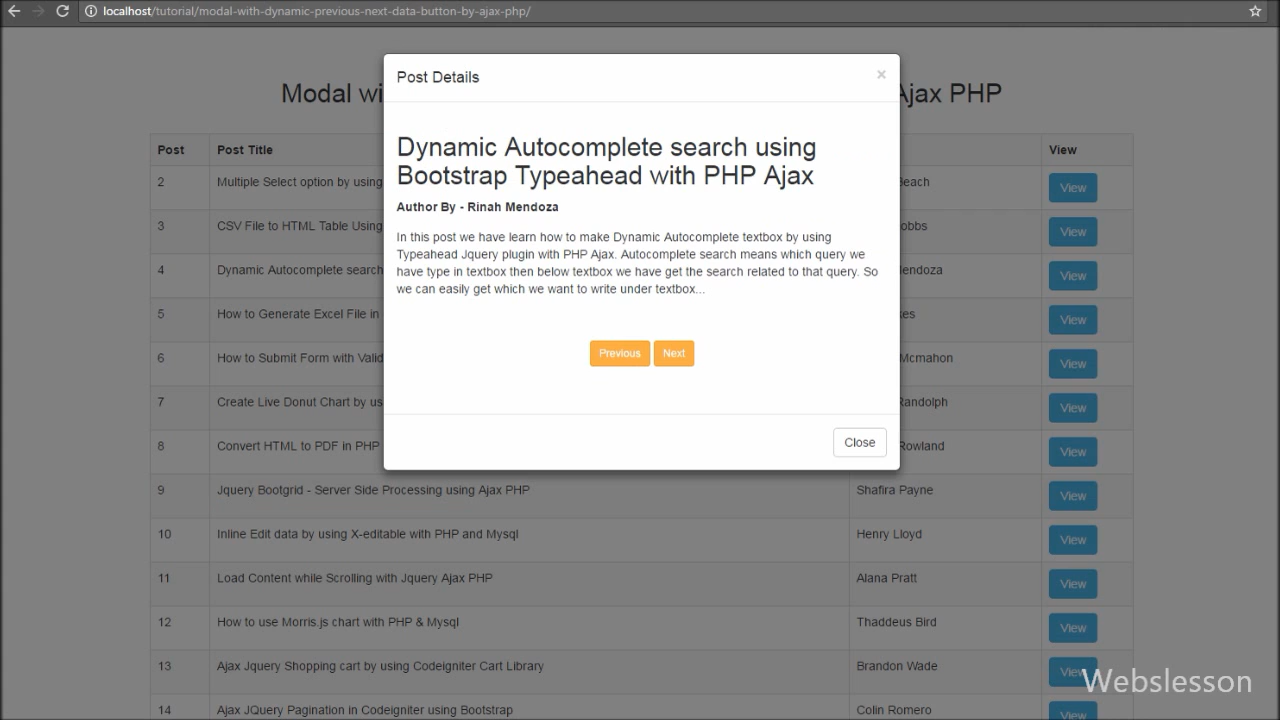 localhost/tutorial/modal-with-dynamic-previous-next-data-button-by-ajax-php/
Modal wi Ajax PHP
Post Details ×
Dynamic Autocomplete search using
Bootstrap Typeahead with PHP Ajax
Author By - Rinah Mendoza
In this post we have learn how to make Dynamic Autocomplete textbox by using
Typeahead Jquery plugin with PHP Ajax. Autocomplete search means which query we
have type in textbox then below textbox we have get the search related to that query. So
we can easily get which we want to write under textbox...
Previous Next
Close
Post Post Title View
2 Multiple Select option by using Beach View
3 CSV File to HTML Table Using obbs View
4 Dynamic Autocomplete search Mendoza View
5 How to Generate Excel File in kes View
6 How to Submit Form with Valid Mcmahon View
7 Create Live Donut Chart by us Randolph View
8 Convert HTML to PDF in PHP Rowland View
9 Jquery Bootgrid - Server Side Processing using Ajax PHP Shafira Payne View
10 Inline Edit data by using X-editable with PHP and Mysql Henry Lloyd View
11 Load Content while Scrolling with Jquery Ajax PHP Alana Pratt View
12 How to use Morris.js chart with PHP & Mysql Thaddeus Bird View
13 Ajax Jquery Shopping cart by using Codeigniter Cart Library Brandon Wade View
14 Ajax JQuery Pagination in Codeigniter using Bootstrap Colin Romero View
Webslesson